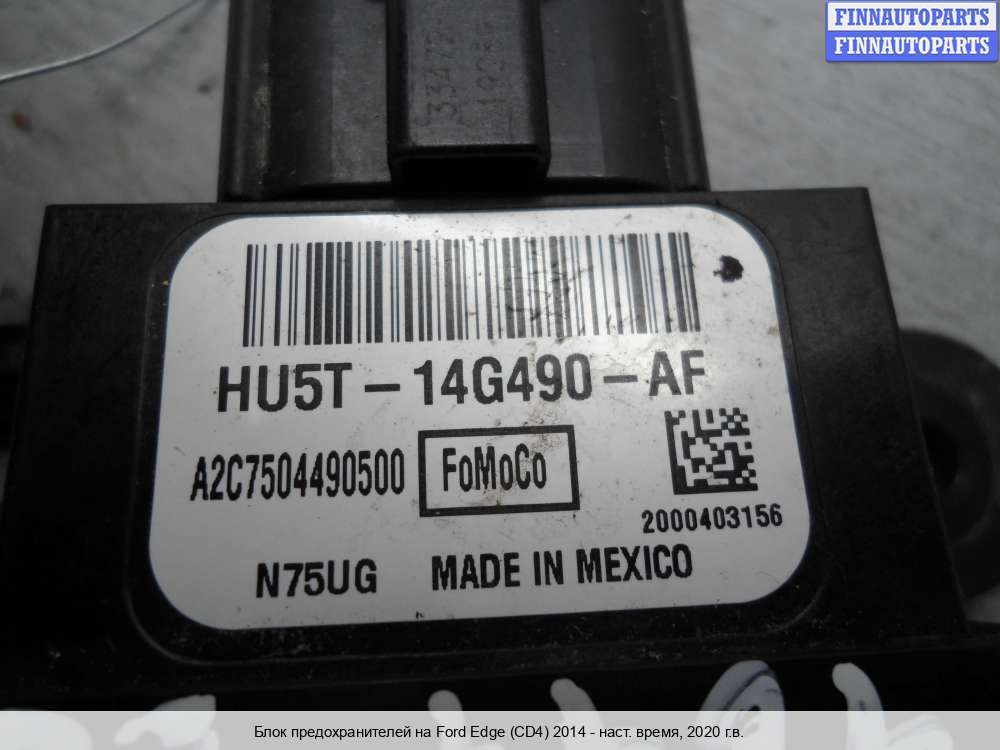 FINNAUTOPARTS
FINNAUTOPARTS
HU5T-14G490-AF
A2C7504490500 FoMoCo
2000403156
N75UG MADE IN MEXICO
Блок предохранителей на Ford Edge (CD4) 2014 - наст. время, 2020 г.в.